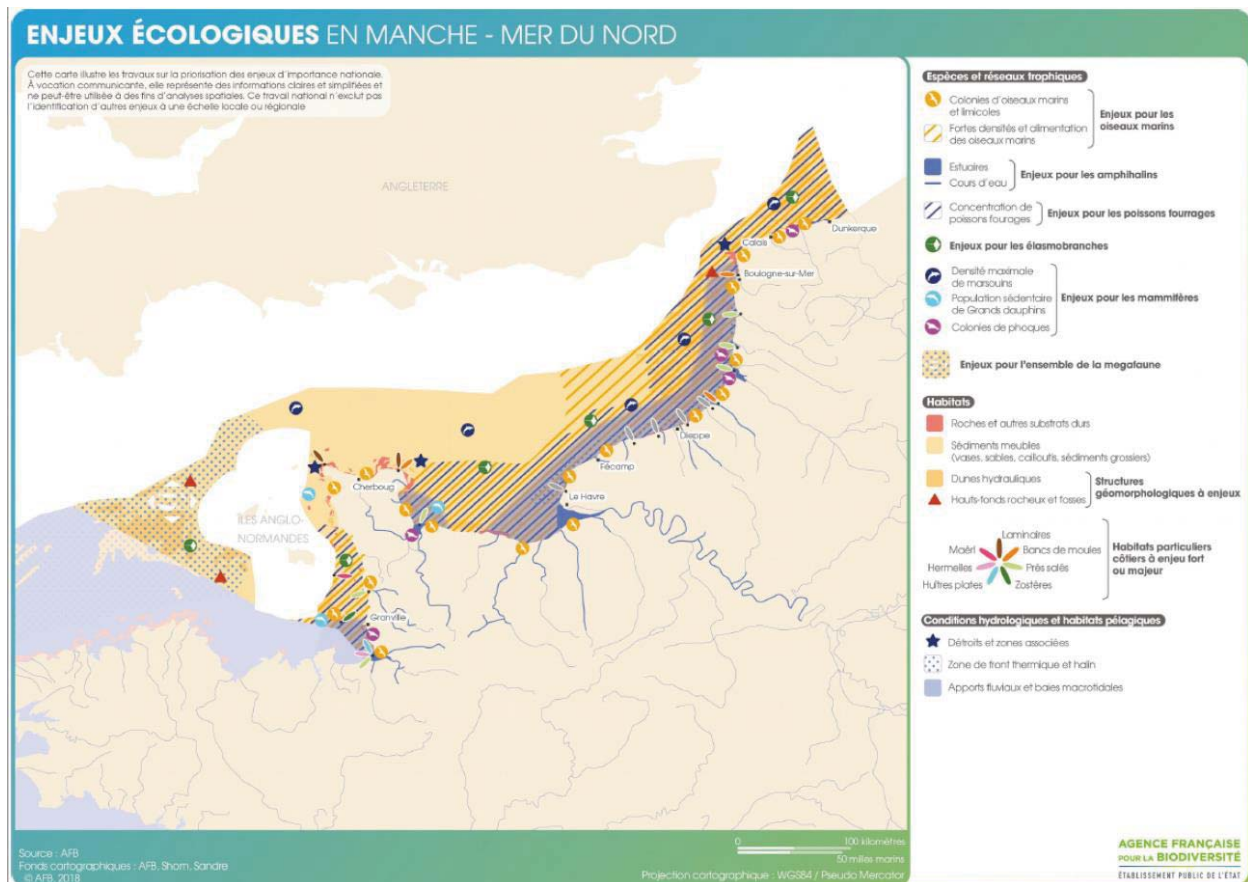 ENJEUX ÉCOLOGIQUES EN MANCHE - MER DU NORD
Cette carte illustre les travaux sur la priorisation des enjeux d'importance nationale.
À vocation communicante, elle représente des informations claires et simplifiées et
ne peut-être utilisée à des fins d'analyses spatiales. Ce travail national n'exclut pas
l'identification d'autres enjeux à une échelle locale ou régionale
ANGLETERRE
Dunkerque
Calais
Boulogne-sur-Mer
Dieppe
Fécamp
Le Havre
Cherboug
ÎLES ANGLO-
NORMANDES
Granville
Espèces et réseaux trophiques
Colonies d'oiseaux marins
et limicoles
Fortes densités et alimentation
des oiseaux marins
Enjeux pour les
oiseaux marins
Estuaires
Cours d'eau
Enjeux pour les amphihalins
Concentration de
poissons fourages
Enjeux pour les poissons fourrages
Enjeux pour les élasmobranches
Densité maximale
de marsouins
Population sédentaire
de Grands dauphins
Colonies de phoques
Enjeux pour les mammifères
Enjeux pour l'ensemble de la megafaune
Habitats
Roches et autres substrats durs
Sédiments meubles
(vases, sables, cailloutis, sédiments grossiers)
Dunes hydrauliques
Hauts-fonds rocheux et fosses
Structures
géomorphologiques à enjeu
Laminaires
Maërl
Bancs de moules
Hermelles
Prés salés
Huîtres plates
Zostères
Habitats particuliers
côtiers à enjeu fort
ou majeur
Conditions hydrologiques et habitats pélagiques
Détroits et zones associées
Zone de front thermique et halin
Apports fluviaux et baies macrotidales
Source : AFB
Fonds cartographiques : AFB, Shom, Sandre
© AFB, 2018
0 100 kilomètres
50 milles marins
Projection cartographique : WGS84 / Pseudo Mercator
AGENCE FRANÇAISE
POUR LA BIODIVERSITÉ
ÉTABLISSEMENT PUBLIC DE L'ÉTAT